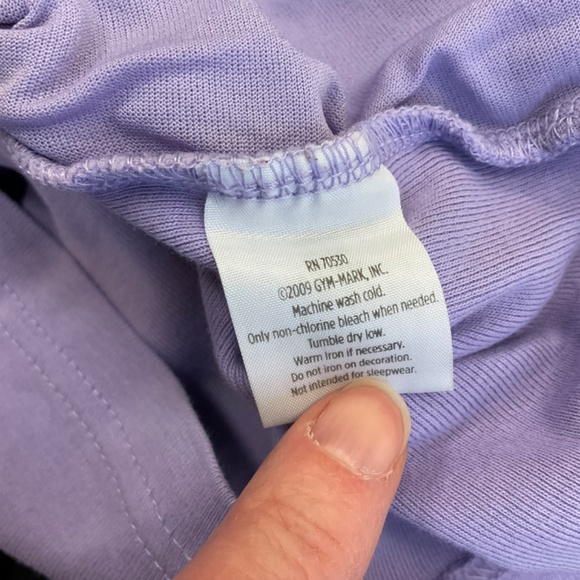 RN 70530
©2009 GYM-MARK, INC.
Machine wash cold.
Only non-chlorine bleach when needed.
Tumble dry low.
Warm Iron if necessary.
Do not iron on decoration.
Not intended for sleepwear.